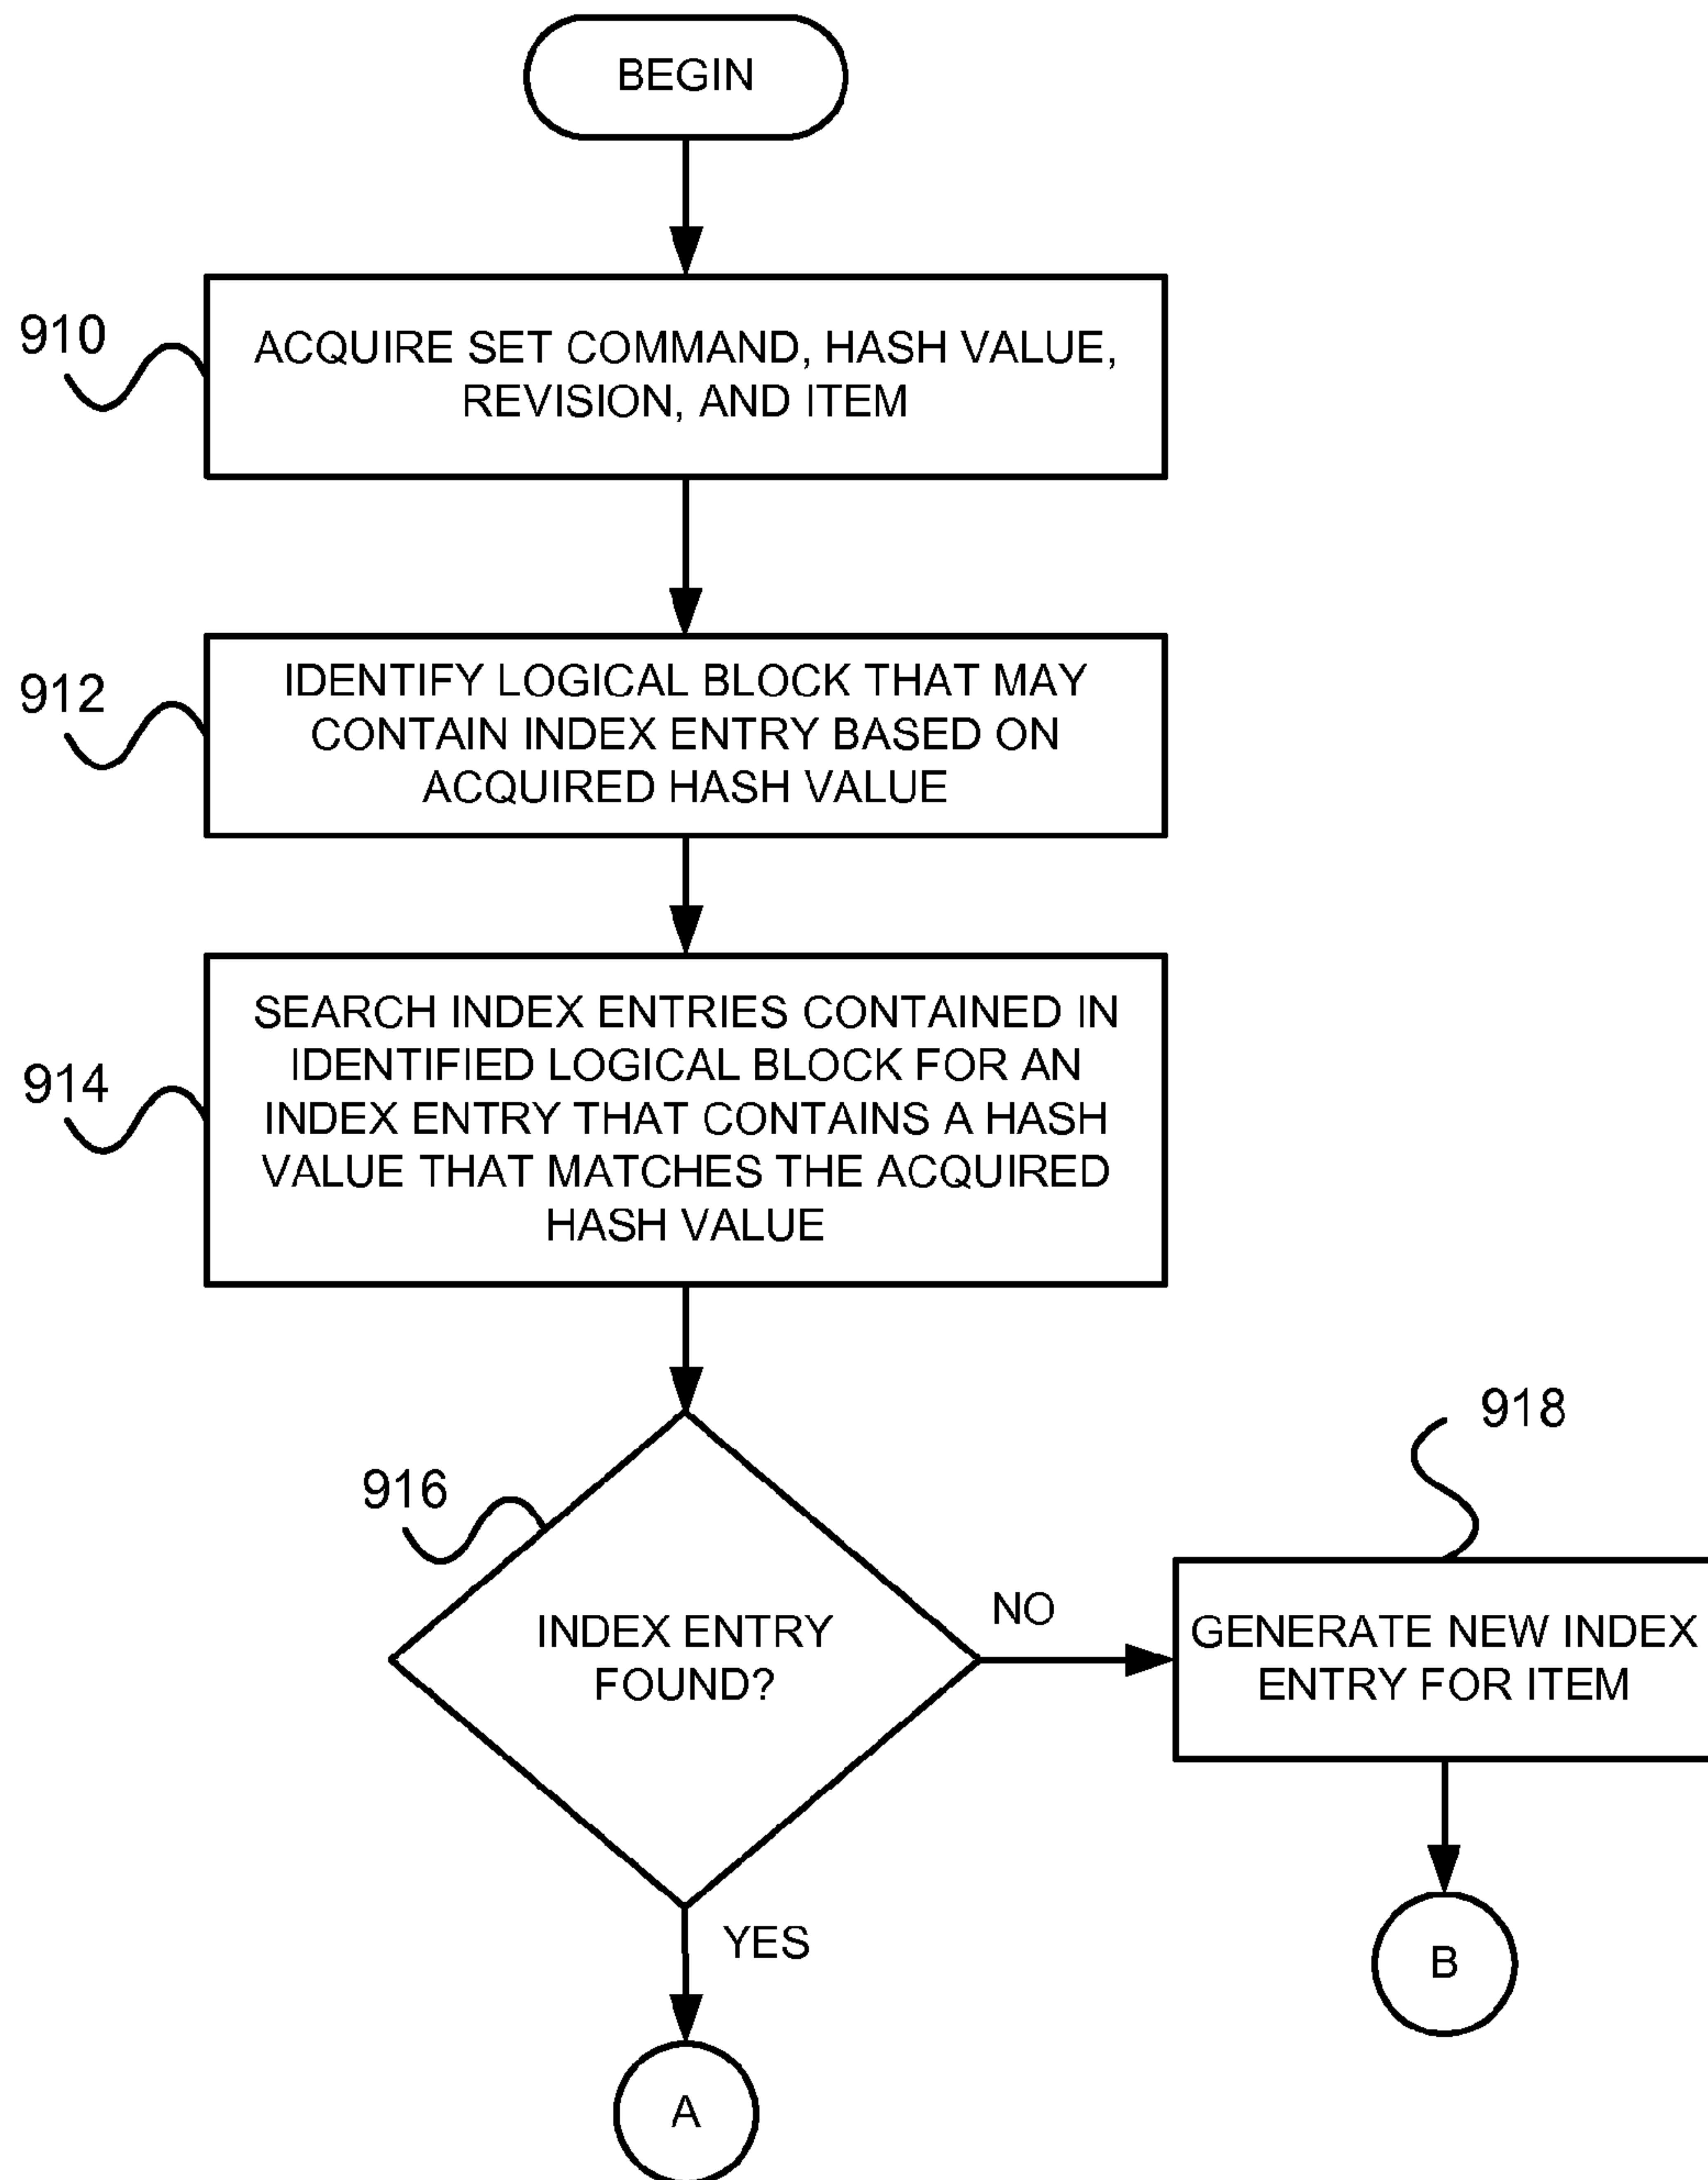 BEGIN
910
ACQUIRE SET COMMAND, HASH VALUE,
REVISION, AND ITEM
912
IDENTIFY LOGICAL BLOCK THAT MAY
CONTAIN INDEX ENTRY BASED ON
ACQUIRED HASH VALUE
914
SEARCH INDEX ENTRIES CONTAINED IN
IDENTIFIED LOGICAL BLOCK FOR AN
INDEX ENTRY THAT CONTAINS A HASH
VALUE THAT MATCHES THE ACQUIRED
HASH VALUE
916
INDEX ENTRY
FOUND?
NO
918
GENERATE NEW INDEX
ENTRY FOR ITEM
YES
B
A